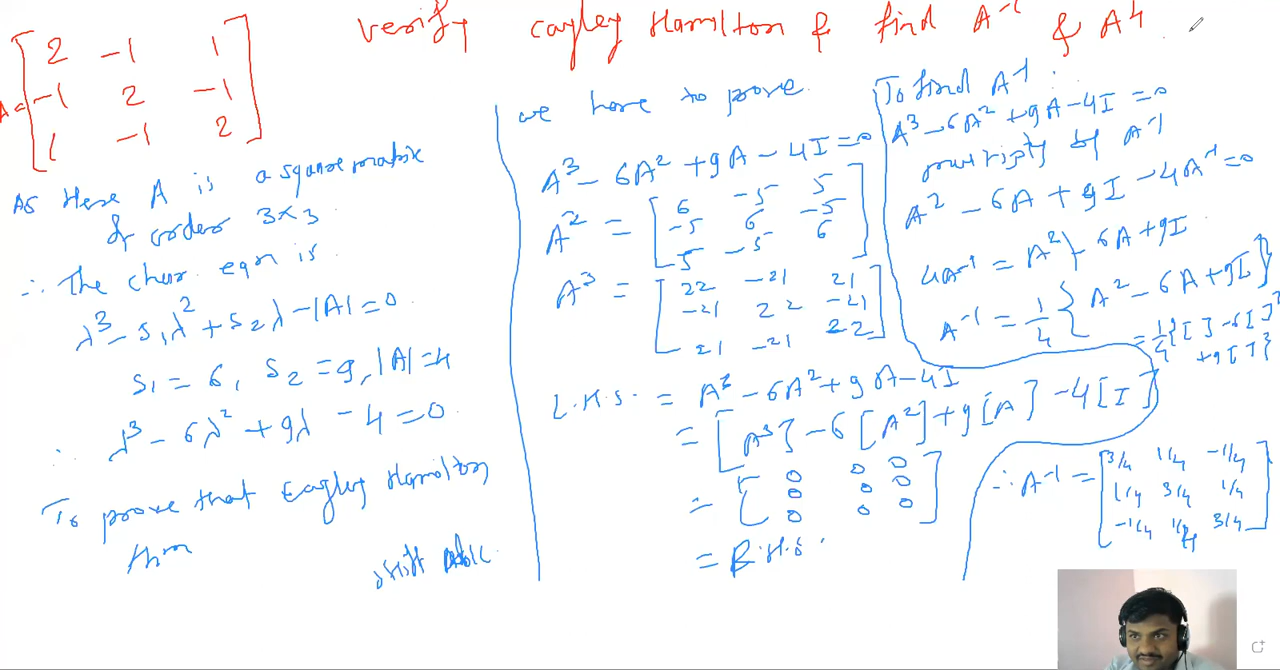 verify cayley Hamilton & find A⁻¹ & A⁴.
A = [ 2 -1 1
-1 2 -1
1 -1 2 ]
As Here A is a square matrix
of order 3×3
∴ The char. eqn is
λ³ - S₁λ² + S₂λ - |A| = 0
S₁ = 6, S₂ = 9, |A| = 4
∴ λ³ - 6λ² + 9λ - 4 = 0
To prove that Cayley Hamilton
thm
we have to prove
A³ - 6A² + 9A - 4I = 0
A² = [ 6 -5 5
-5 6 -5
5 -5 6 ]
A³ = [ 22 -21 21
-21 22 -21
21 -21 22 ]
L.H.S. = A³ - 6A² + 9A - 4I
= [A³] - 6[A²] + 9[A] - 4[I]
= [ 0 0 0
0 0 0
0 0 0 ]
= R.H.S.
To find A⁻¹:
A³ - 6A² + 9A - 4I = 0
multiply by A⁻¹
A² - 6A + 9I - 4A⁻¹ = 0
4A⁻¹ = A² - 6A + 9I
A⁻¹ = 1/4 { A² - 6A + 9I }
= 1/4 { [ ] - 6[ ]
+ 9[ ] }
∴ A⁻¹ = [ 3/4 1/4 -1/4
1/4 3/4 1/4
-1/4 1/4 3/4 ]